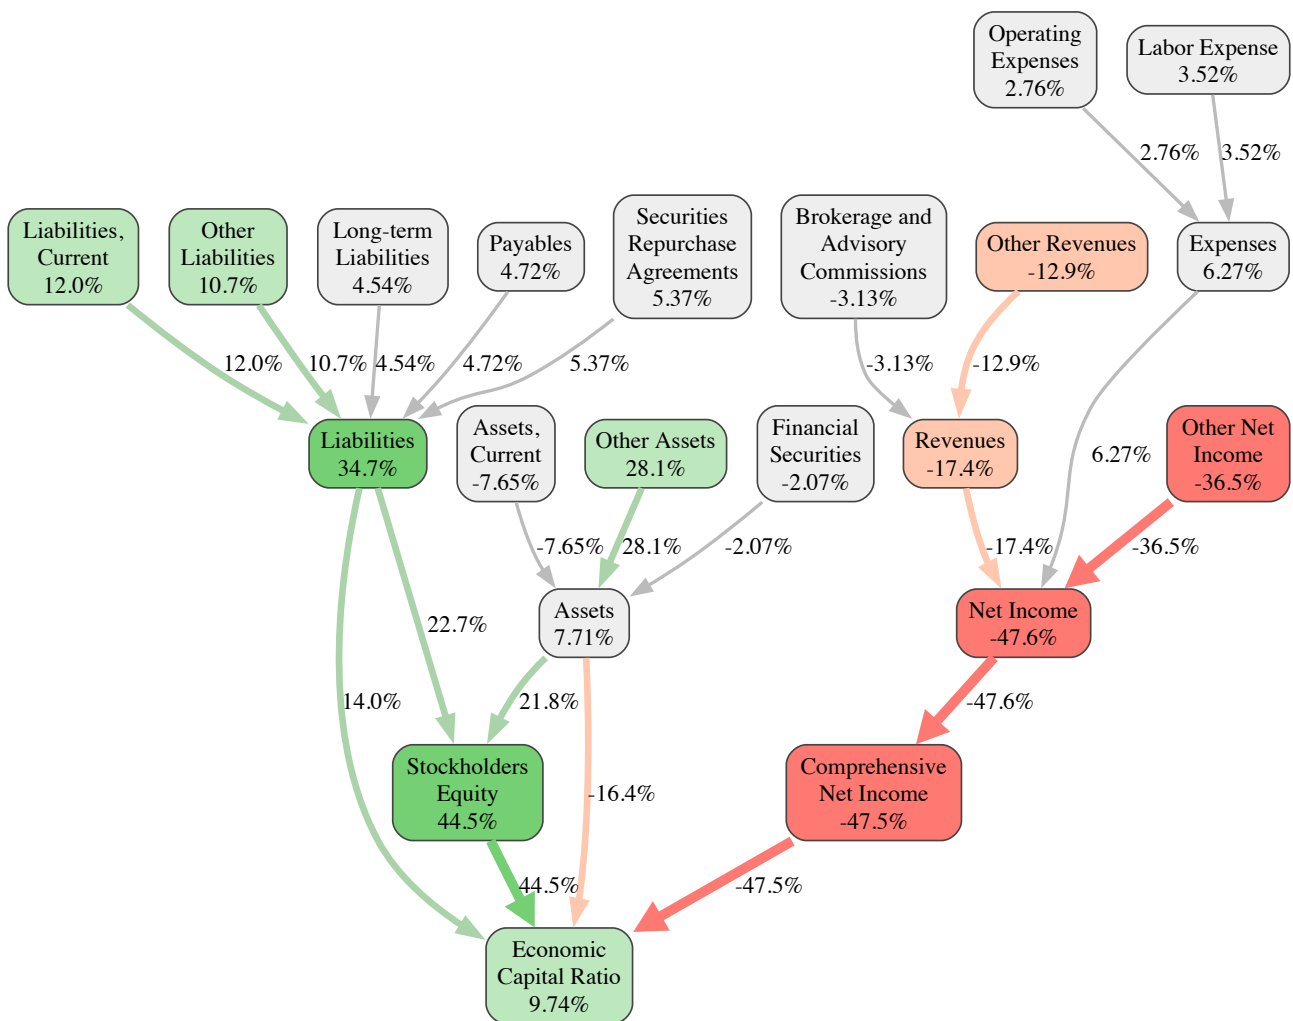 Operating
Expenses
2.76%
Labor Expense
3.52%
2.76%
3.52%
Liabilities,
Current
12.0%
Other
Liabilities
10.7%
Long-term
Liabilities
4.54%
Payables
4.72%
Securities
Repurchase
Agreements
5.37%
Brokerage and
Advisory
Commissions
-3.13%
Other Revenues
-12.9%
Expenses
6.27%
12.0%
10.7%
4.54%
4.72%
5.37%
-3.13%
-12.9%
Liabilities
34.7%
Assets,
Current
-7.65%
Other Assets
28.1%
Financial
Securities
-2.07%
Revenues
-17.4%
6.27%
Other Net
Income
-36.5%
-7.65%
28.1%
-2.07%
-17.4%
-36.5%
22.7%
Assets
7.71%
Net Income
-47.6%
14.0%
21.8%
-47.6%
Stockholders
Equity
44.5%
-16.4%
Comprehensive
Net Income
-47.5%
44.5%
-47.5%
Economic
Capital Ratio
9.74%